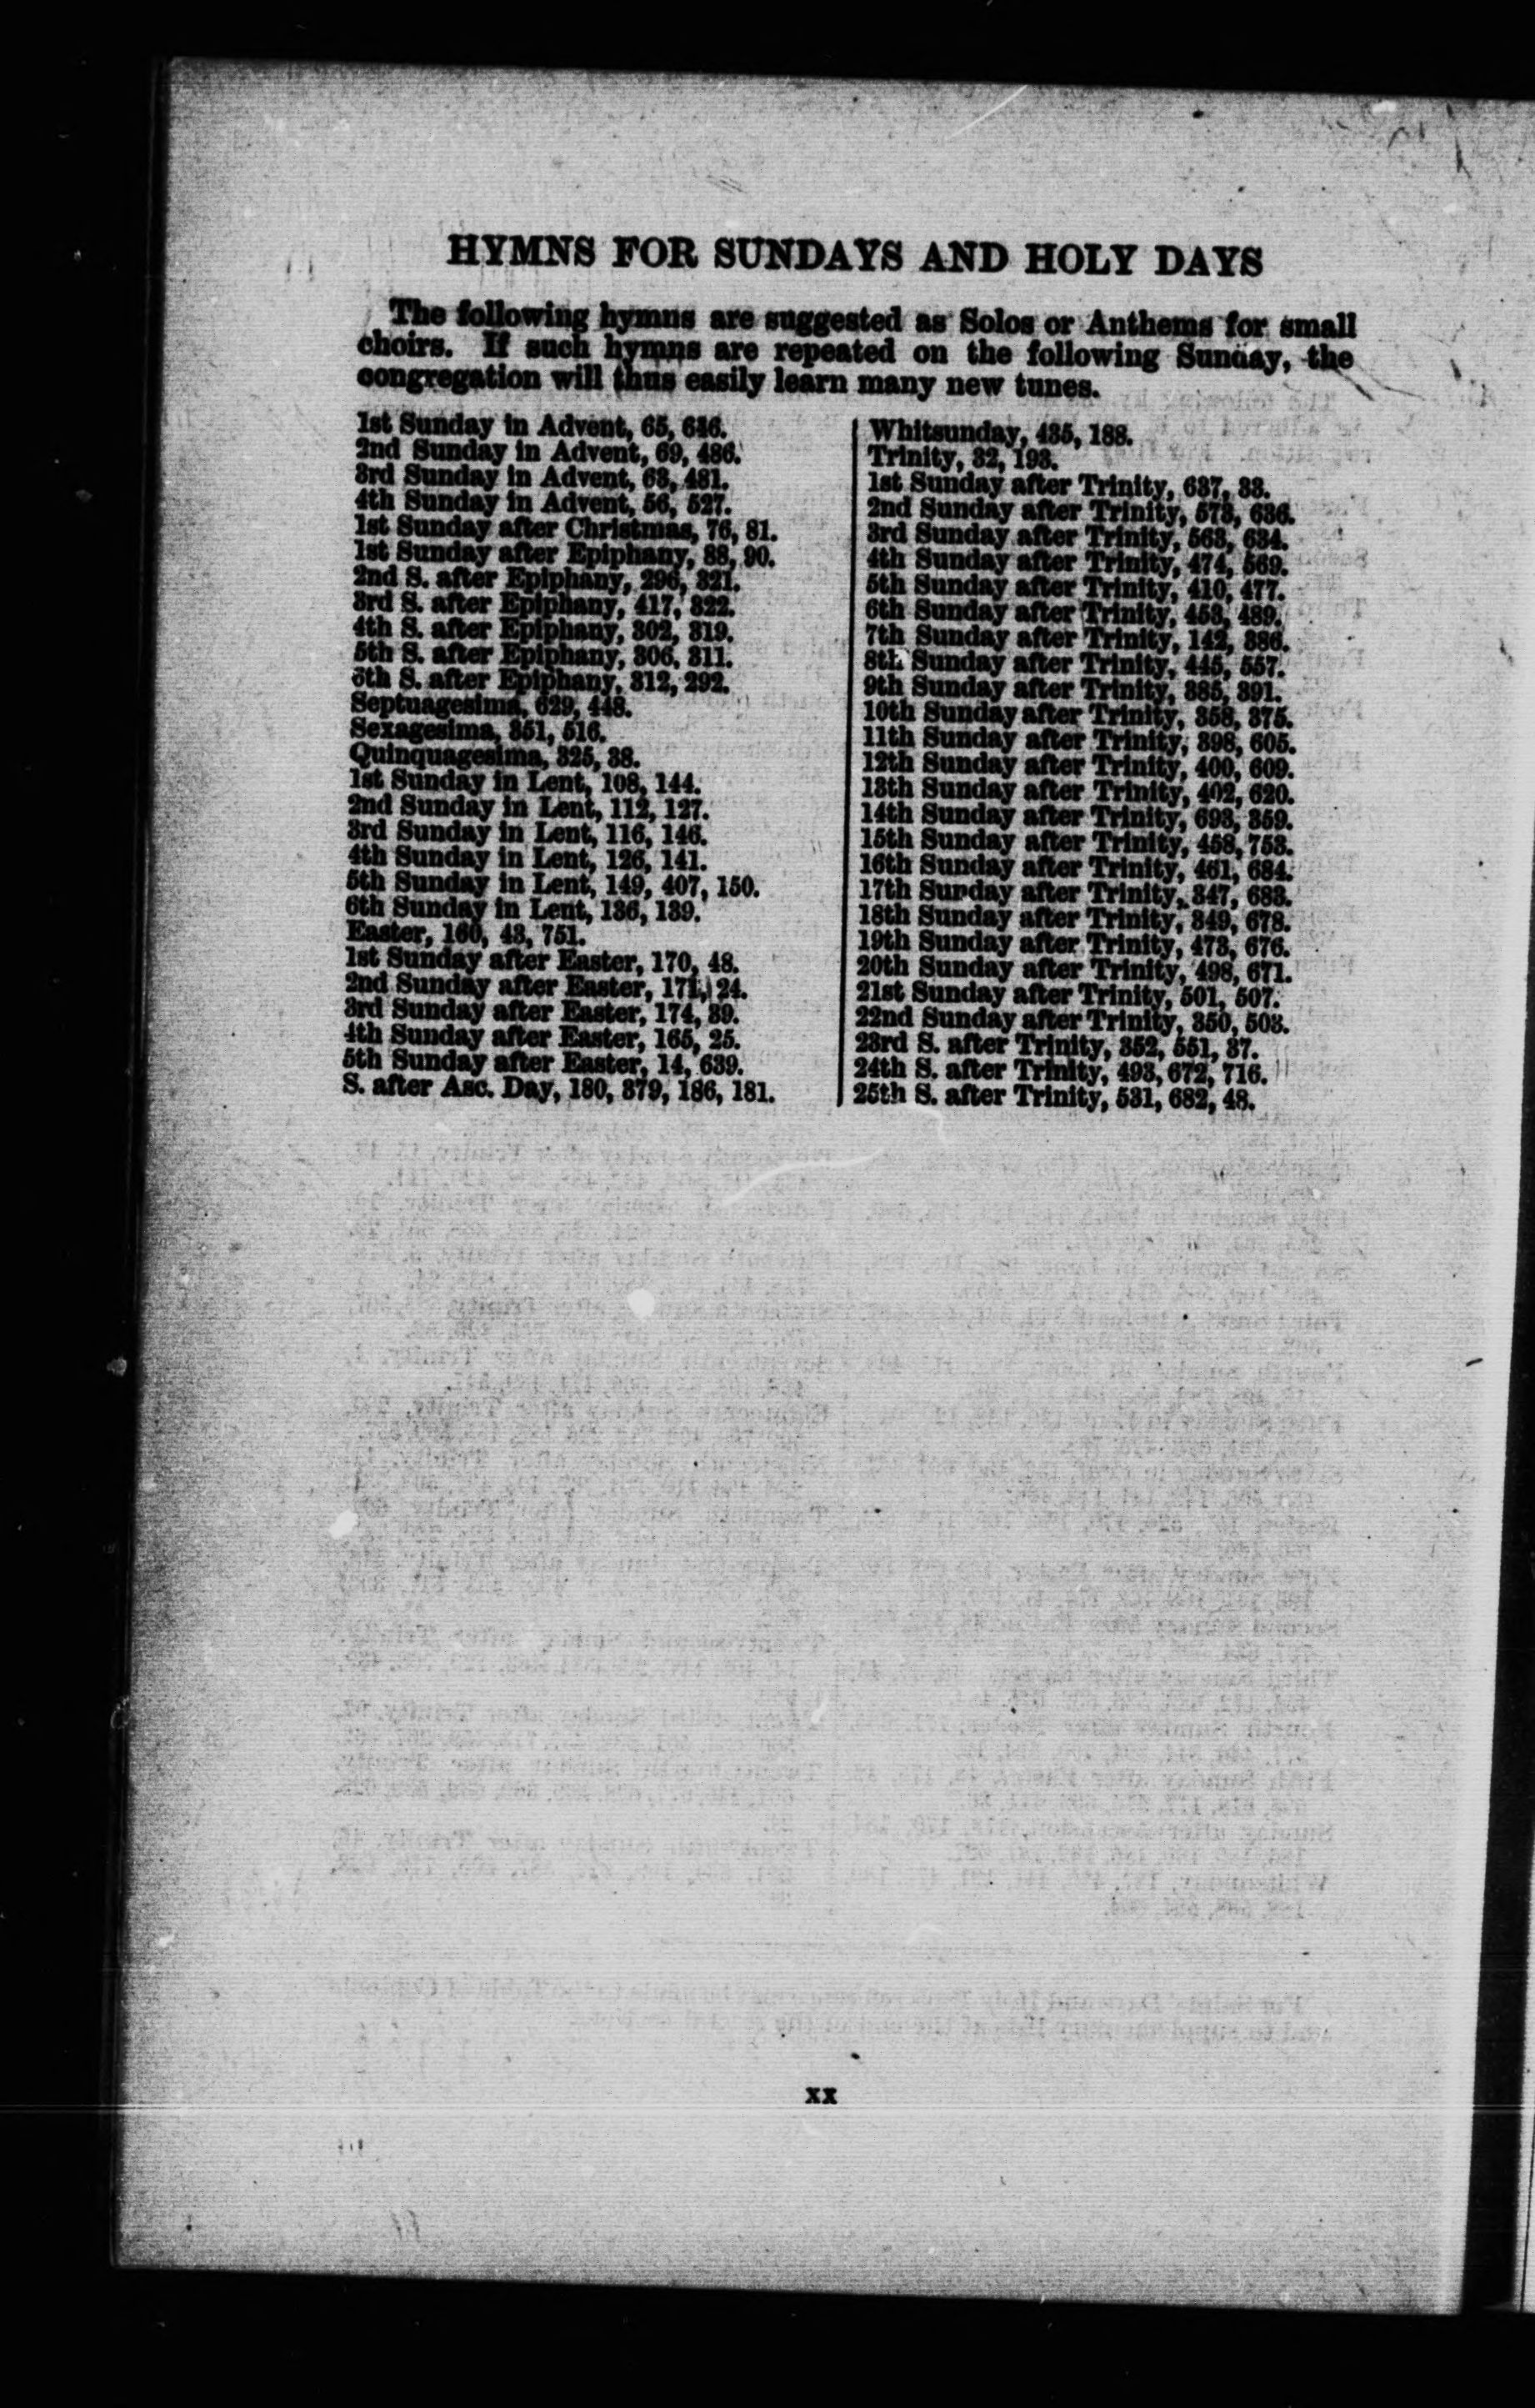 HYMNS FOR SUNDAYS AND HOLY DAYS
The following hymns are suggested as Solos or Anthems for small
choirs. If such hymns are repeated on the following Sunday, the
congregation will thus easily learn many new tunes.
1st Sunday in Advent, 65, 646.
2nd Sunday in Advent, 69, 486.
3rd Sunday in Advent, 63, 481.
4th Sunday in Advent, 56, 527.
1st Sunday after Christmas, 76, 81.
1st Sunday after Epiphany, 88, 90.
2nd S. after Epiphany, 296, 321.
3rd S. after Epiphany, 417, 322.
4th S. after Epiphany, 302, 319.
5th S. after Epiphany, 306, 311.
6th S. after Epiphany, 312, 292.
Septuagesima, 629, 448.
Sexagesima, 351, 516.
Quinquagesima, 325, 38.
1st Sunday in Lent, 108, 144.
2nd Sunday in Lent, 112, 127.
3rd Sunday in Lent, 116, 146.
4th Sunday in Lent, 126, 141.
5th Sunday in Lent, 149, 407, 150.
6th Sunday in Lent, 136, 139.
Easter, 160, 43, 751.
1st Sunday after Easter, 170, 48.
2nd Sunday after Easter, 171, 24.
3rd Sunday after Easter, 174, 39.
4th Sunday after Easter, 165, 25.
5th Sunday after Easter, 14, 639.
S. after Asc. Day, 180, 379, 186, 181.
Whitsunday, 435, 188.
Trinity, 32, 193.
1st Sunday after Trinity, 637, 33.
2nd Sunday after Trinity, 573, 636.
3rd Sunday after Trinity, 563, 634.
4th Sunday after Trinity, 474, 569.
5th Sunday after Trinity, 410, 477.
6th Sunday after Trinity, 453, 489.
7th Sunday after Trinity, 142, 386.
8th Sunday after Trinity, 445, 557.
9th Sunday after Trinity, 385, 391.
10th Sunday after Trinity, 358, 375.
11th Sunday after Trinity, 398, 605.
12th Sunday after Trinity, 400, 609.
13th Sunday after Trinity, 402, 620.
14th Sunday after Trinity, 693, 359.
15th Sunday after Trinity, 458, 753.
16th Sunday after Trinity, 461, 684.
17th Sunday after Trinity, 347, 683.
18th Sunday after Trinity, 349, 678.
19th Sunday after Trinity, 473, 676.
20th Sunday after Trinity, 498, 671.
21st Sunday after Trinity, 501, 507.
22nd Sunday after Trinity, 350, 503.
23rd S. after Trinity, 352, 551, 37.
24th S. after Trinity, 493, 672, 716.
25th S. after Trinity, 531, 682, 48.
xx